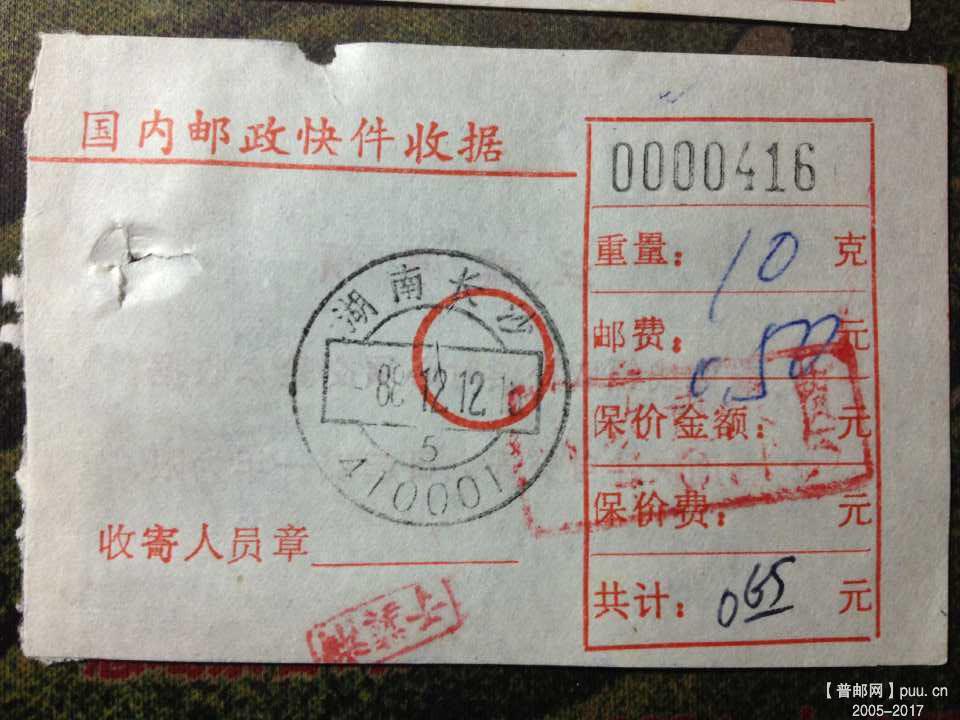 国内邮政快件收据
0000416
重量：10克
邮费：0.50元
保价金额：元
保价费：元
共计：0.65元
湖南长沙
88.12.12.15
5
410001
收寄人员章
【普邮网】puu.cn
2005-2017